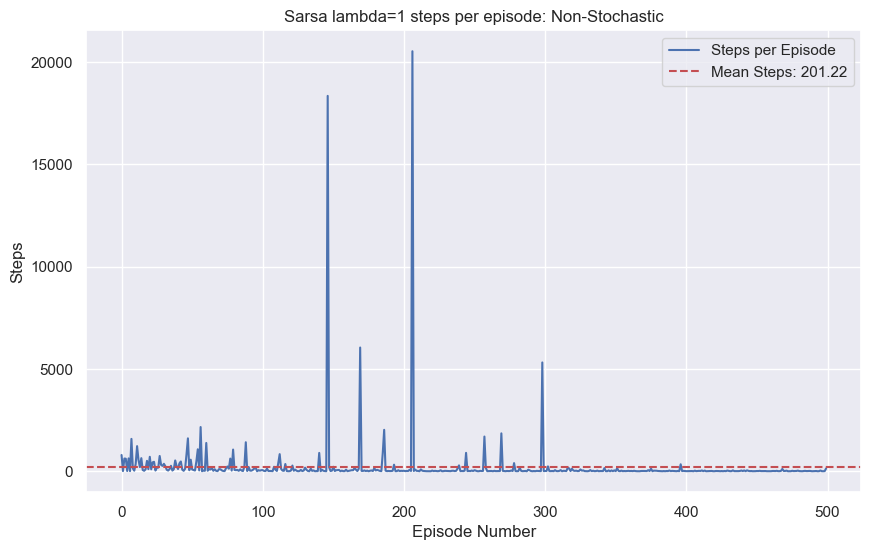 Sarsa lambda=1 steps per episode: Non-Stochastic
Steps per Episode
Mean Steps: 201.22
Steps
20000
15000
10000
5000
0
0 100 200 300 400 500
Episode Number